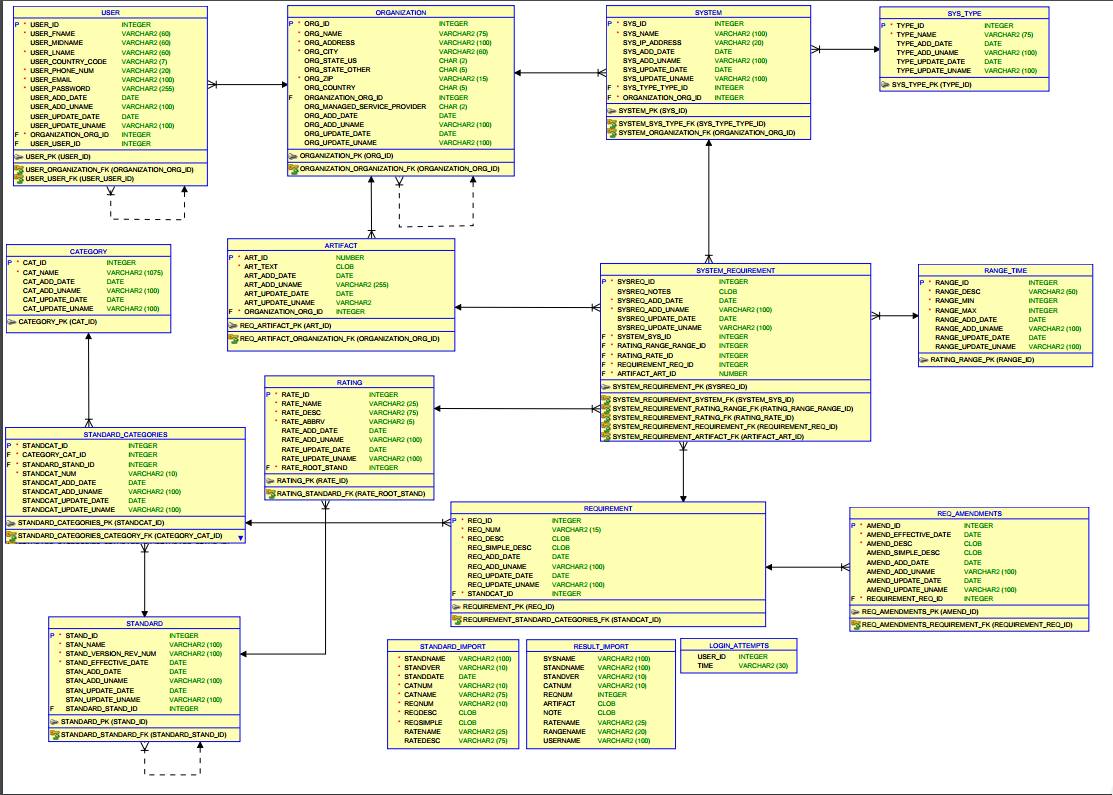 USER
P * USER_ID INTEGER
* USER_FNAME VARCHAR2 (60)
USER_MIDNAME VARCHAR2 (60)
* USER_LNAME VARCHAR2 (60)
USER_COUNTRY_CODE VARCHAR2 (7)
* USER_PHONE_NUM VARCHAR2 (20)
* USER_EMAIL VARCHAR2 (100)
* USER_PASSWORD VARCHAR2 (255)
USER_ADD_DATE DATE
USER_ADD_UNAME VARCHAR2 (100)
USER_UPDATE_DATE DATE
USER_UPDATE_UNAME VARCHAR2 (100)
F * ORGANIZATION_ORG_ID INTEGER
F USER_USER_ID INTEGER
USER_PK (USER_ID)
USER_ORGANIZATION_FK (ORGANIZATION_ORG_ID)
USER_USER_FK (USER_USER_ID)
ORGANIZATION
P * ORG_ID INTEGER
* ORG_NAME VARCHAR2 (75)
* ORG_ADDRESS VARCHAR2 (100)
* ORG_CITY VARCHAR2 (60)
ORG_STATE_US CHAR (2)
ORG_STATE_OTHER CHAR (5)
* ORG_ZIP VARCHAR2 (15)
ORG_COUNTRY CHAR (5)
F ORGANIZATION_ORG_ID INTEGER
ORG_MANAGED_SERVICE_PROVIDER CHAR (2)
ORG_ADD_DATE DATE
ORG_ADD_UNAME VARCHAR2 (100)
ORG_UPDATE_DATE DATE
ORG_UPDATE_UNAME VARCHAR2 (100)
ORGANIZATION_PK (ORG_ID)
ORGANIZATION_ORGANIZATION_FK (ORGANIZATION_ORG_ID)
SYSTEM
P * SYS_ID INTEGER
* SYS_NAME VARCHAR2 (100)
SYS_IP_ADDRESS VARCHAR2 (20)
SYS_ADD_DATE DATE
SYS_ADD_UNAME VARCHAR2 (100)
SYS_UPDATE_DATE DATE
SYS_UPDATE_UNAME VARCHAR2 (100)
F * SYS_TYPE_TYPE_ID INTEGER
F * ORGANIZATION_ORG_ID INTEGER
SYSTEM_PK (SYS_ID)
SYSTEM_SYS_TYPE_FK (SYS_TYPE_TYPE_ID)
SYSTEM_ORGANIZATION_FK (ORGANIZATION_ORG_ID)
SYS_TYPE
P * TYPE_ID INTEGER
* TYPE_NAME VARCHAR2 (75)
TYPE_ADD_DATE DATE
TYPE_ADD_UNAME VARCHAR2 (100)
TYPE_UPDATE_DATE DATE
TYPE_UPDATE_UNAME VARCHAR2 (100)
SYS_TYPE_PK (TYPE_ID)
CATEGORY
P * CAT_ID INTEGER
* CAT_NAME VARCHAR2 (1075)
CAT_ADD_DATE DATE
CAT_ADD_UNAME VARCHAR2 (100)
CAT_UPDATE_DATE DATE
CAT_UPDATE_UNAME VARCHAR2 (100)
CATEGORY_PK (CAT_ID)
ARTIFACT
P * ART_ID NUMBER
* ART_TEXT CLOB
ART_ADD_DATE DATE
ART_ADD_UNAME VARCHAR2 (255)
ART_UPDATE_DATE DATE
ART_UPDATE_UNAME VARCHAR2
F * ORGANIZATION_ORG_ID INTEGER
REQ_ARTIFACT_PK (ART_ID)
REQ_ARTIFACT_ORGANIZATION_FK (ORGANIZATION_ORG_ID)
SYSTEM_REQUIREMENT
P * SYSREQ_ID INTEGER
SYSREQ_NOTES CLOB
* SYSREQ_ADD_DATE DATE
* SYSREQ_ADD_UNAME VARCHAR2 (100)
SYSREQ_UPDATE_DATE DATE
SYSREQ_UPDATE_UNAME VARCHAR2 (100)
F * SYSTEM_SYS_ID INTEGER
F * RATING_RANGE_RANGE_ID INTEGER
F * RATING_RATE_ID INTEGER
F * REQUIREMENT_REQ_ID INTEGER
F * ARTIFACT_ART_ID NUMBER
SYSTEM_REQUIREMENT_PK (SYSREQ_ID)
SYSTEM_REQUIREMENT_SYSTEM_FK (SYSTEM_SYS_ID)
SYSTEM_REQUIREMENT_RATING_RANGE_FK (RATING_RANGE_RANGE_ID)
SYSTEM_REQUIREMENT_RATING_FK (RATING_RATE_ID)
SYSTEM_REQUIREMENT_REQUIREMENT_FK (REQUIREMENT_REQ_ID)
SYSTEM_REQUIREMENT_ARTIFACT_FK (ARTIFACT_ART_ID)
RANGE_TIME
P * RANGE_ID INTEGER
* RANGE_DESC VARCHAR2 (50)
* RANGE_MIN INTEGER
* RANGE_MAX INTEGER
RANGE_ADD_DATE DATE
RANGE_ADD_UNAME VARCHAR2 (100)
RANGE_UPDATE_DATE DATE
RANGE_UPDATE_UNAME VARCHAR2 (100)
RATING_RANGE_PK (RANGE_ID)
RATING
P * RATE_ID INTEGER
* RATE_NAME VARCHAR2 (25)
* RATE_DESC VARCHAR2 (75)
* RATE_ABBRV VARCHAR2 (5)
RATE_ADD_DATE DATE
RATE_ADD_UNAME VARCHAR2 (100)
RATE_UPDATE_DATE DATE
RATE_UPDATE_UNAME VARCHAR2 (100)
F * RATE_ROOT_STAND INTEGER
RATING_PK (RATE_ID)
RATING_STANDARD_FK (RATE_ROOT_STAND)
STANDARD_CATEGORIES
P * STANDCAT_ID INTEGER
F * CATEGORY_CAT_ID INTEGER
F * STANDARD_STAND_ID INTEGER
* STANDCAT_NUM VARCHAR2 (10)
STANDCAT_ADD_DATE DATE
STANDCAT_ADD_UNAME VARCHAR2 (100)
STANDCAT_UPDATE_DATE DATE
STANDCAT_UPDATE_UNAME VARCHAR2 (100)
STANDARD_CATEGORIES_PK (STANDCAT_ID)
STANDARD_CATEGORIES_CATEGORY_FK (CATEGORY_CAT_ID)
REQUIREMENT
P * REQ_ID INTEGER
* REQ_NUM VARCHAR2 (15)
* REQ_DESC CLOB
REQ_SIMPLE_DESC CLOB
REQ_ADD_DATE DATE
REQ_ADD_UNAME VARCHAR2 (100)
REQ_UPDATE_DATE DATE
REQ_UPDATE_UNAME VARCHAR2 (100)
F * STANDCAT_ID INTEGER
REQUIREMENT_PK (REQ_ID)
REQUIREMENT_STANDARD_CATEGORIES_FK (STANDCAT_ID)
REQ_AMENDMENTS
P * AMEND_ID INTEGER
* AMEND_EFFECTIVE_DATE DATE
* AMEND_DESC CLOB
AMEND_SIMPLE_DESC CLOB
AMEND_ADD_DATE DATE
* AMEND_ADD_UNAME VARCHAR2 (100)
AMEND_UPDATE_DATE DATE
AMEND_UPDATE_UNAME VARCHAR2 (100)
F * REQUIREMENT_REQ_ID INTEGER
REQ_AMENDMENTS_PK (AMEND_ID)
REQ_AMENDMENTS_REQUIREMENT_FK (REQUIREMENT_REQ_ID)
STANDARD
P * STAND_ID INTEGER
* STAN_NAME VARCHAR2 (100)
* STAND_VERSION_REV_NUM VARCHAR2 (100)
* STAND_EFFECTIVE_DATE DATE
STAN_ADD_DATE DATE
STAN_ADD_UNAME VARCHAR2 (100)
STAN_UPDATE_DATE DATE
STAN_UPDATE_UNAME VARCHAR2 (100)
F STANDARD_STAND_ID INTEGER
STANDARD_PK (STAND_ID)
STANDARD_STANDARD_FK (STANDARD_STAND_ID)
STANDARD_IMPORT
* STANDNAME VARCHAR2 (100)
* STANDVER VARCHAR2 (10)
* STANDDATE DATE
* CATNUM VARCHAR2 (10)
* CATNAME VARCHAR2 (75)
* REQNUM VARCHAR2 (10)
* REQDESC CLOB
* REQSIMPLE CLOB
RATENAME VARCHAR2 (25)
RATEDESC VARCHAR2 (75)
RESULT_IMPORT
SYSNAME VARCHAR2 (100)
STANDNAME VARCHAR2 (100)
STANDVER VARCHAR2 (10)
CATNUM VARCHAR2 (10)
REQNUM INTEGER
ARTIFACT CLOB
NOTE CLOB
RATENAME VARCHAR2 (25)
RANGENAME VARCHAR2 (20)
USERNAME VARCHAR2 (100)
LOGIN_ATTEMPTS
USER_ID INTEGER
TIME VARCHAR2 (30)